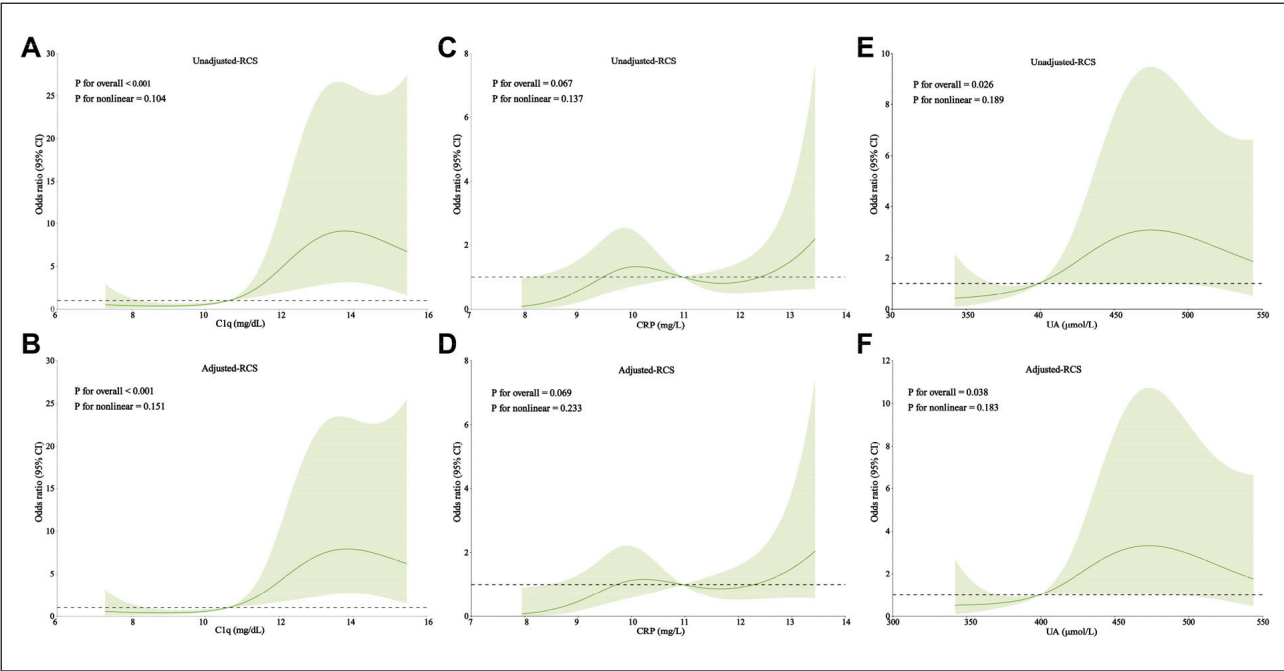 A
Unadjusted-RCS
P for overall < 0.001
P for nonlinear = 0.104
Odds ratio (95% CI)
30
25
20
15
10
5
0
6 8 10 12 14 16
C1q (mg/dL)
C
Unadjusted-RCS
P for overall = 0.067
P for nonlinear = 0.137
Odds ratio (95% CI)
8
6
4
2
0
7 8 9 10 11 12 13 14
CRP (mg/L)
E
Unadjusted-RCS
P for overall = 0.026
P for nonlinear = 0.189
Odds ratio (95% CI)
10
8
6
4
2
0
30 350 40 450 500 550
UA (μmol/L)
B
Adjusted-RCS
P for overall < 0.001
P for nonlinear = 0.151
Odds ratio (95% CI)
30
25
20
15
10
5
0
6 8 10 12 14 16
C1q (mg/dL)
D
Adjusted-RCS
P for overall = 0.069
P for nonlinear = 0.233
Odds ratio (95% CI)
8
6
4
2
0
7 8 9 10 11 12 13 14
CRP (mg/L)
F
Adjusted-RCS
P for overall = 0.038
P for nonlinear = 0.183
Odds ratio (95% CI)
12
10
8
6
4
2
0
300 350 400 450 500 550
UA (μmol/L)